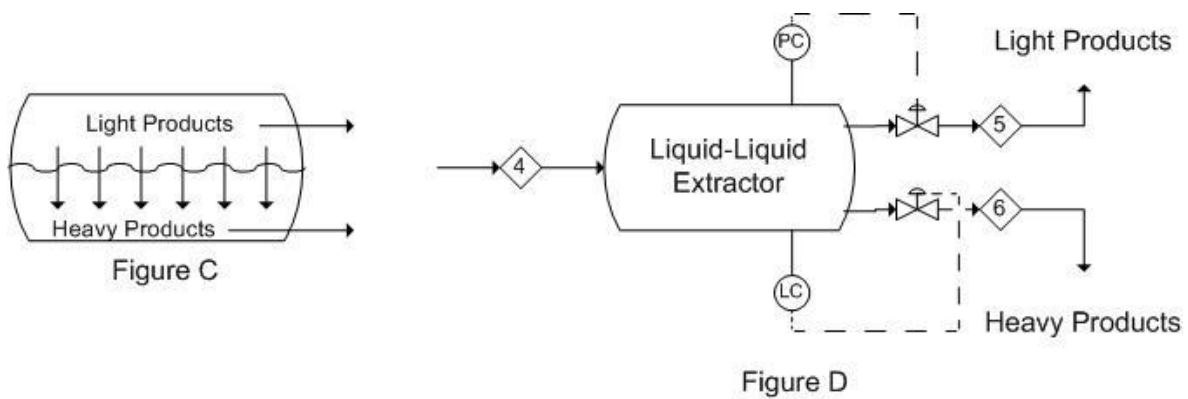 Light Products
Heavy Products
Figure C
PC
Light Products
5
4
Liquid-Liquid
Extractor
6
LC
Heavy Products
Figure D